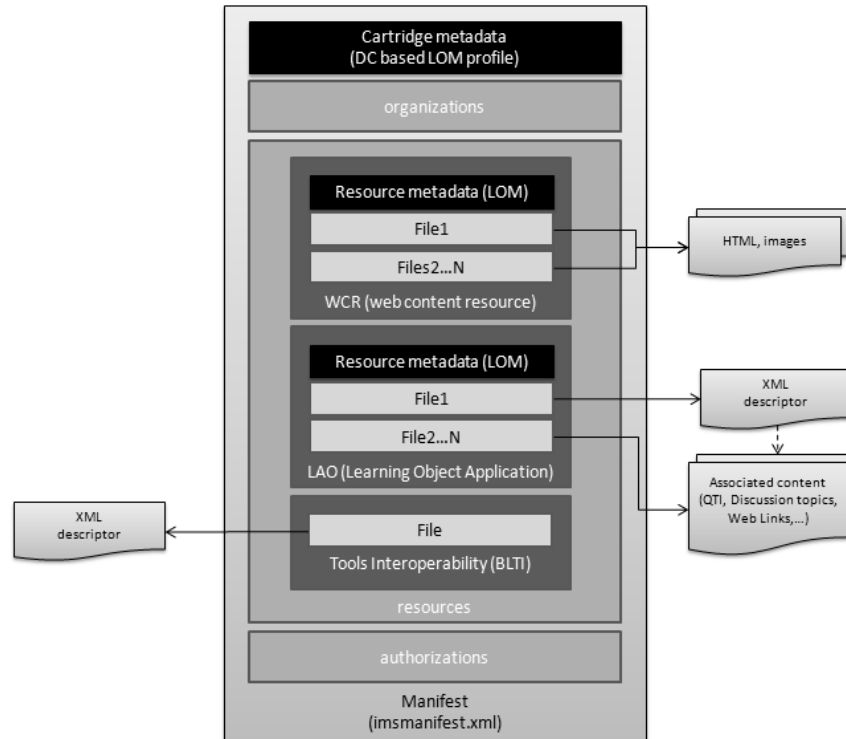 Cartridge metadata
(DC based LOM profile)
organizations
Resource metadata (LOM)
File1
Files2...N
WCR (web content resource)
HTML, images
Resource metadata (LOM)
File1
File2...N
LAO (Learning Object Application)
XML
descriptor
Associated content
(QTI, Discussion topics,
Web Links,...)
File
Tools Interoperability (BLTI)
XML
descriptor
resources
authorizations
Manifest
(imsmanifest.xml)